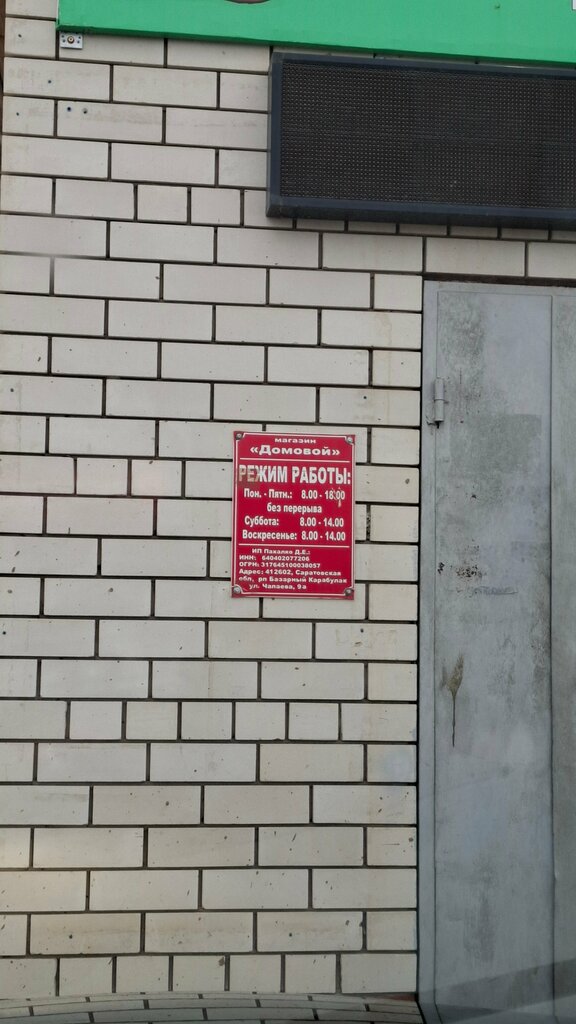 магазин
«Домовой»
РЕЖИМ РАБОТЫ:
Пон. - Пятн.: 8.00 - 18.00
без перерыва
Суббота: 8.00 - 14.00
Воскресенье: 8.00 - 14.00
ИП Пахалко Д.Е.:
ИНН: 640402077206
ОГРН: 317645100038057
Адрес: 412602, Саратовская
обл, рп Базарный Карабулак
ул. Чапаева, 9а